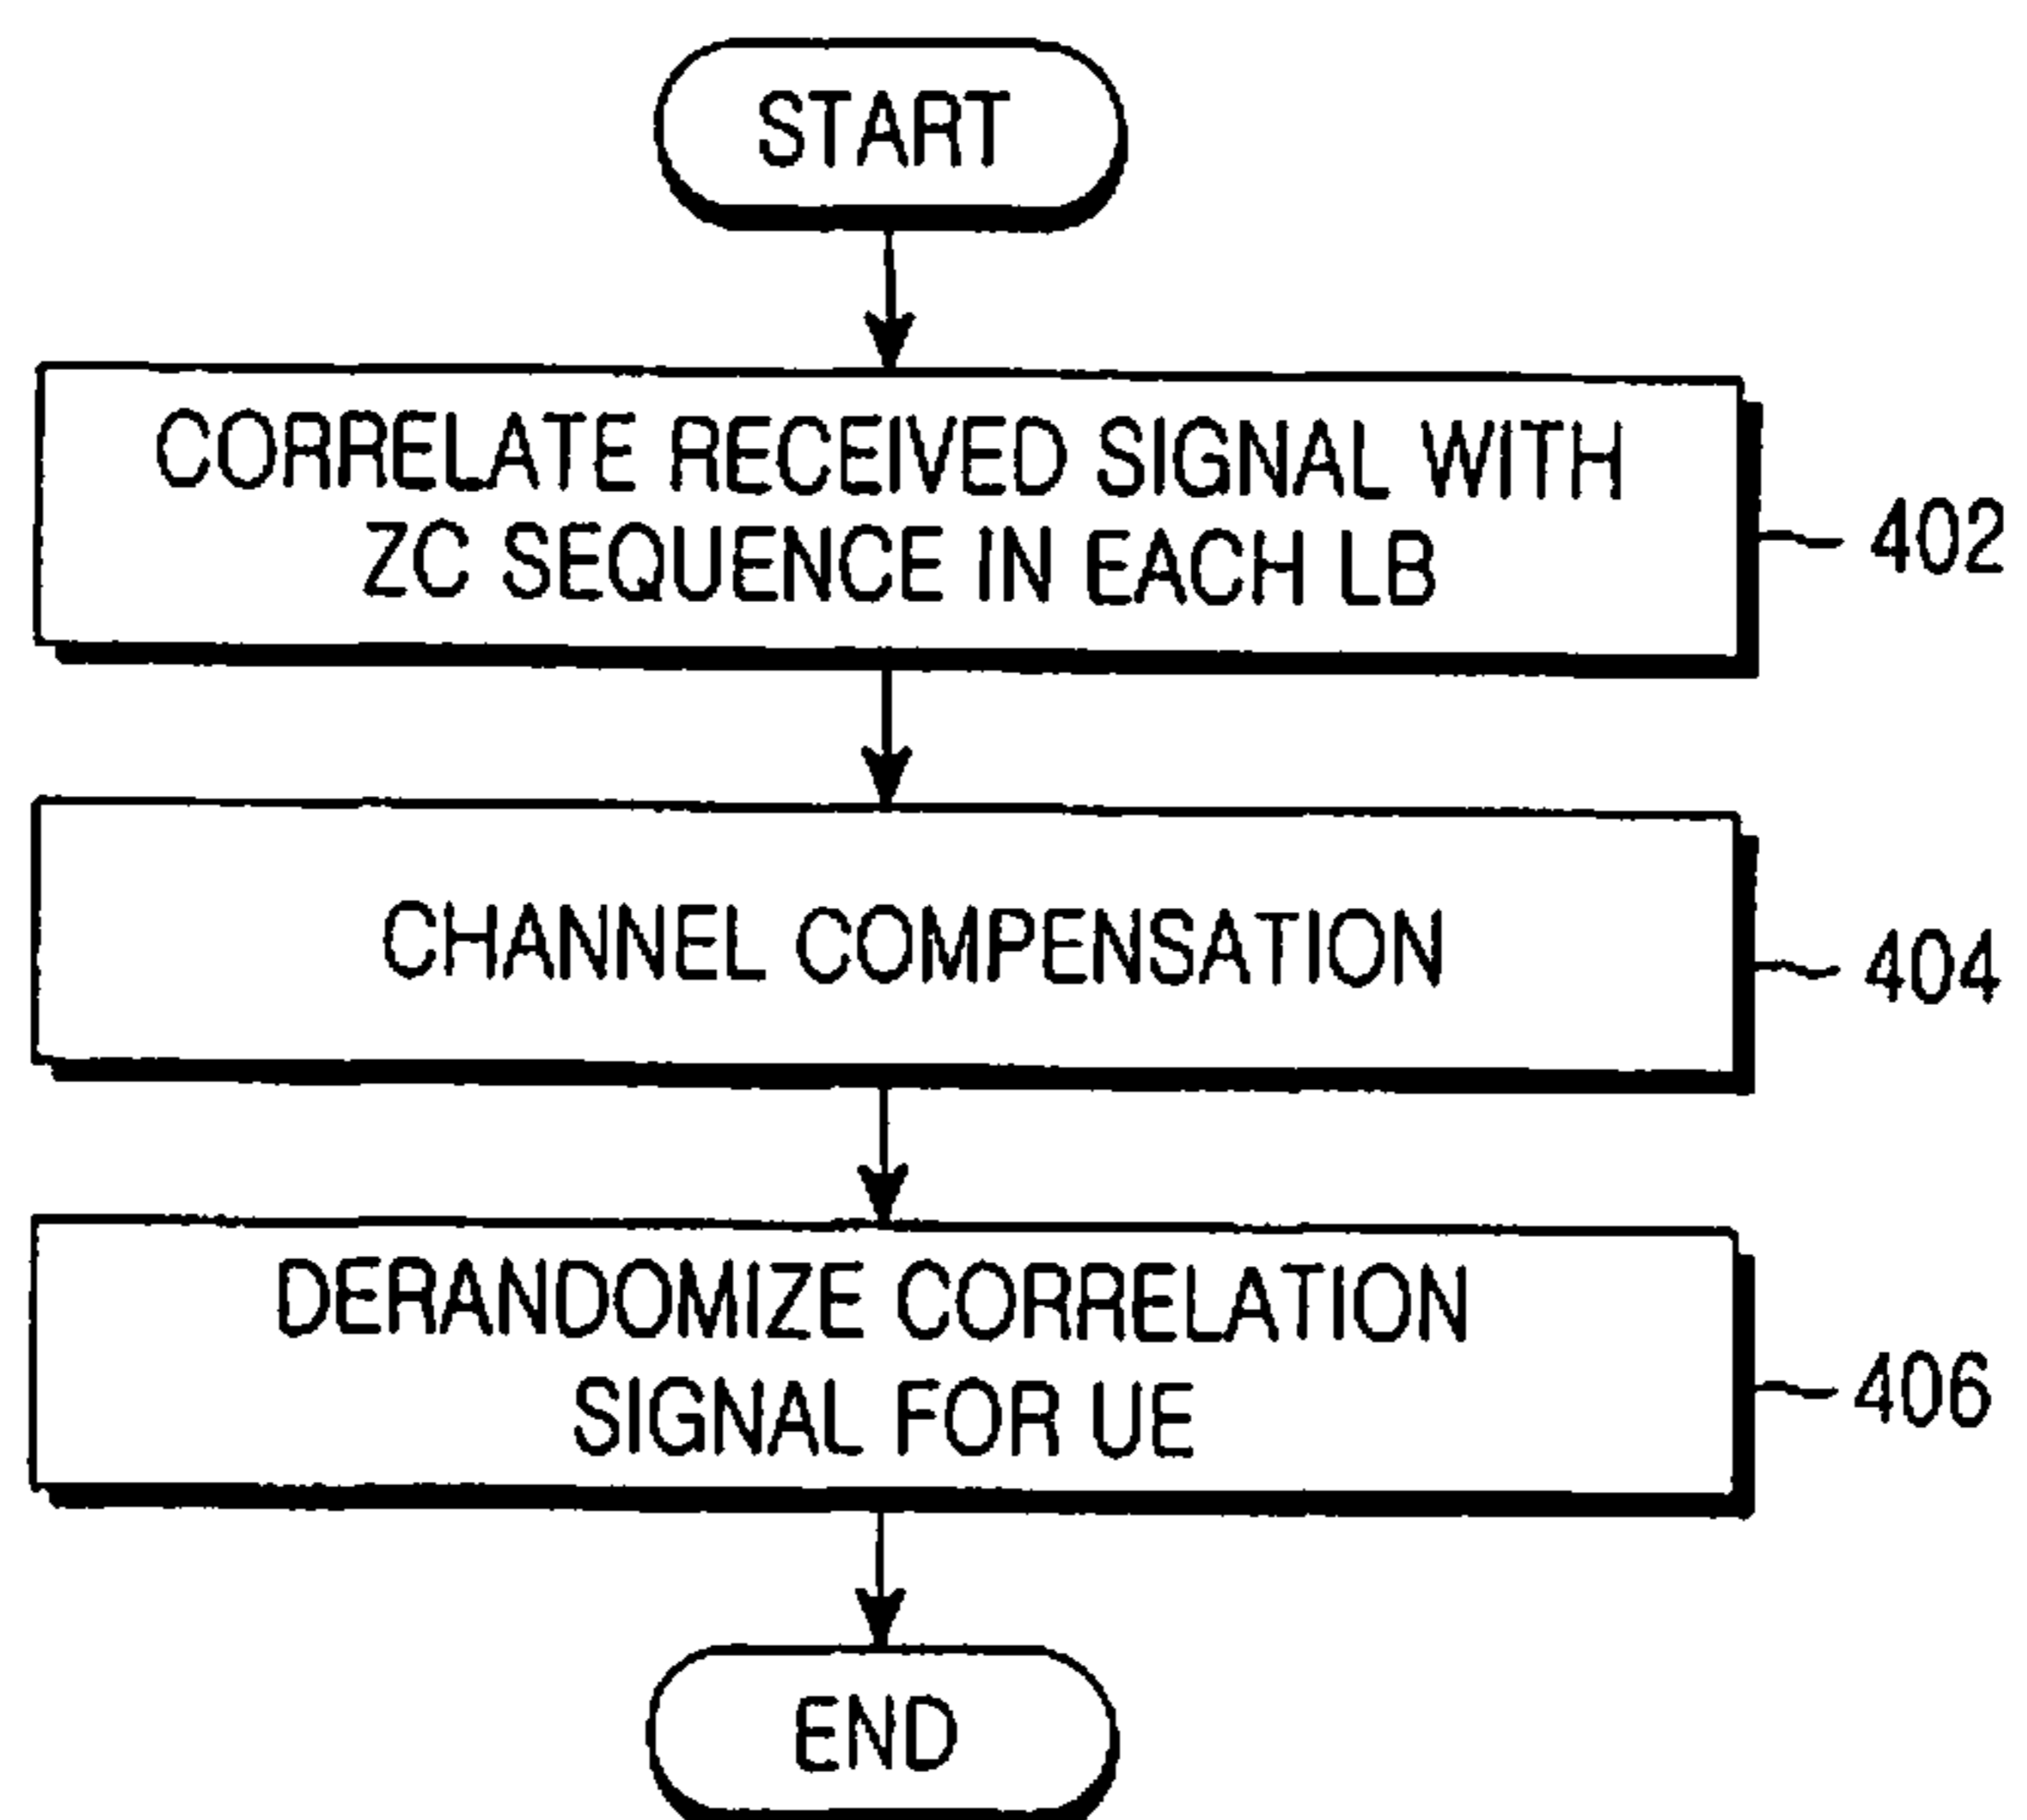 START
CORRELATE RECEIVED SIGNAL WITH
ZC SEQUENCE IN EACH LB
402
CHANNEL COMPENSATION
404
DERANDOMIZE CORRELATION
SIGNAL FOR UE
406
END